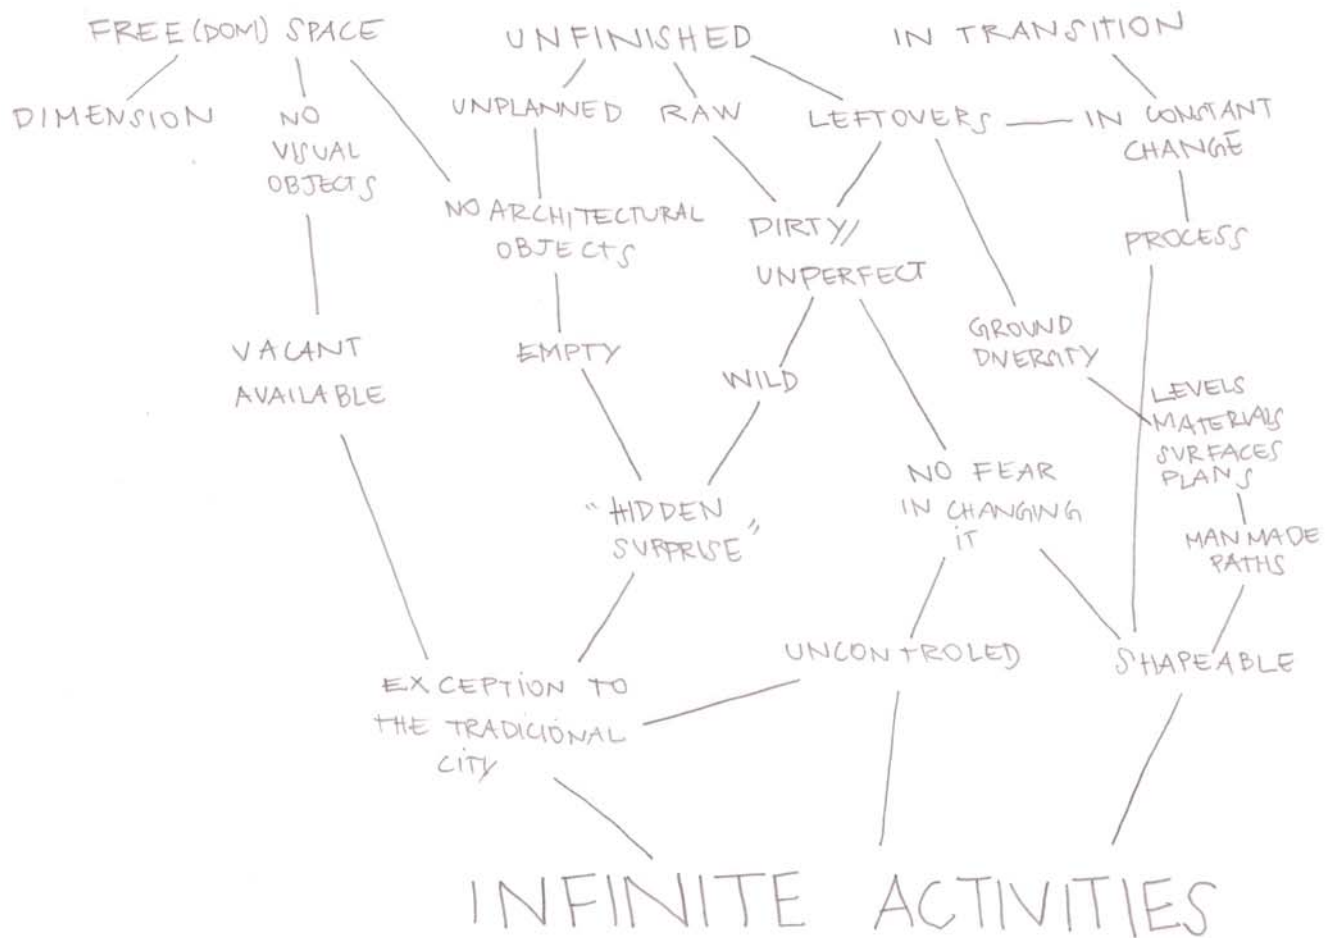 FREE(DOM) SPACE
UNFINISHED
IN TRANSITION
DIMENSION
NO
VISUAL
OBJECTS
UNPLANNED
RAW
LEFTOVERS
IN CONSTANT
CHANGE
NO ARCHITECTURAL
OBJECTS
DIRTY/
UNPERFECT
PROCESS
VACANT
AVAILABLE
EMPTY
WILD
GROUND
DIVERSITY
LEVELS
MATERIALS
SURFACES
PLANS
"HIDDEN
SURPRISE"
NO FEAR
IN CHANGING
IT
MAN MADE
PATHS
EXCEPTION TO
THE TRADICIONAL
CITY
UNCONTROLED
SHAPEABLE
INFINITE ACTIVITIES